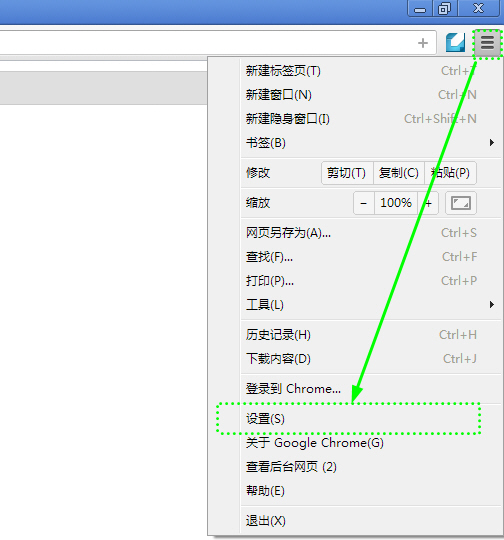 新建标签页(T) Ctrl+T
新建窗口(N) Ctrl+N
新建隐身窗口(I) Ctrl+Shift+N
书签(B)
修改 剪切(T) 复制(C) 粘贴(P)
缩放 − 100% +
网页另存为(A)... Ctrl+S
查找(F)... Ctrl+F
打印(P)... Ctrl+P
工具(L)
历史记录(H) Ctrl+H
下载内容(D) Ctrl+J
登录到 Chrome...
设置(S)
关于 Google Chrome(G)
查看后台网页 (2)
帮助(E)
退出(X)